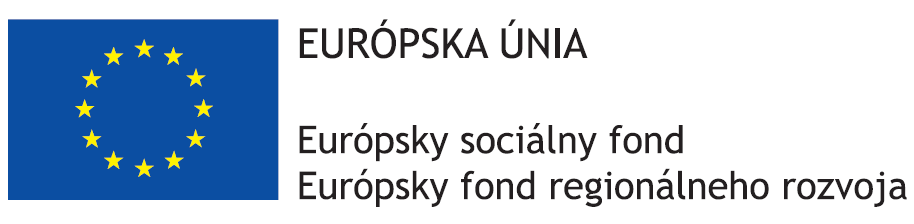 EURÓPSKA ÚNIA
Európsky sociálny fond
Európsky fond regionálneho rozvoja